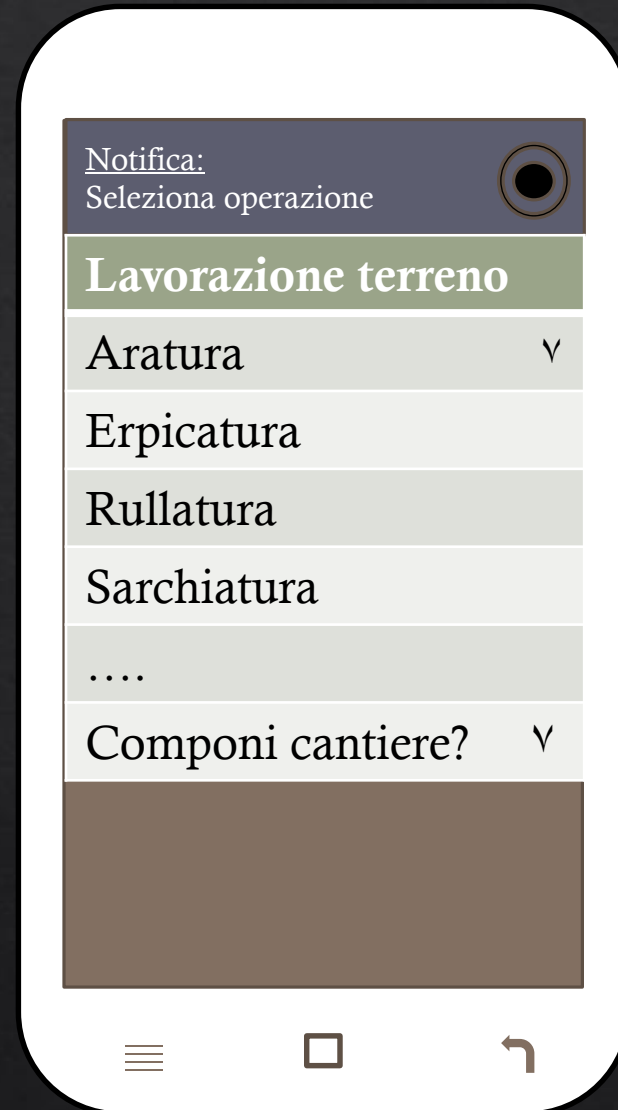 Notifica:
Seleziona operazione
Lavorazione terreno
Aratura ٧
Erpicatura
Rullatura
Sarchiatura
….
Componi cantiere? ٧